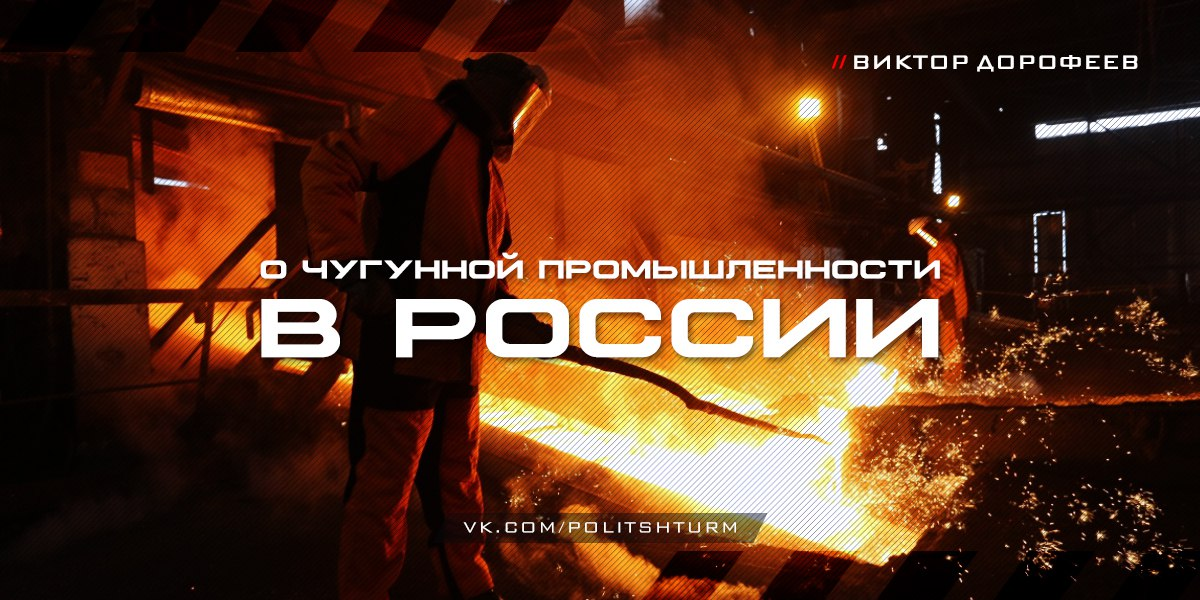 // ВИКТОР ДОРОФЕЕВ
О ЧУГУННОЙ ПРОМЫШЛЕННОСТИ
В РОССИИ
VK.COM/POLITSHTURM